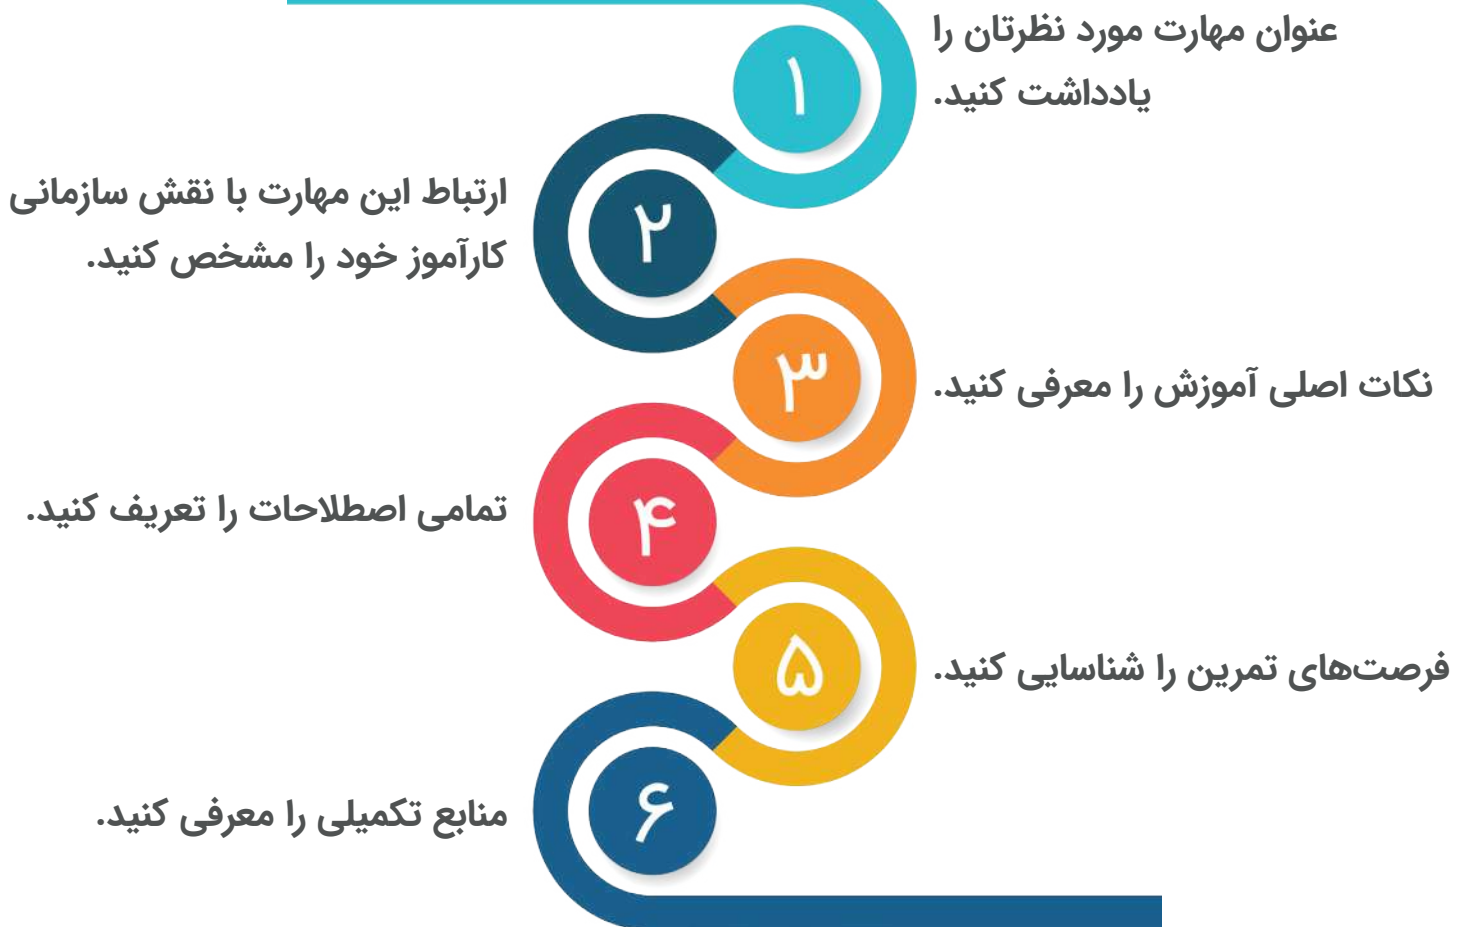 ۱
عنوان مهارت مورد نظرتان را
یادداشت کنید.
۲
ارتباط این مهارت با نقش سازمانی
کارآموز خود را مشخص کنید.
۳
نکات اصلی آموزش را معرفی کنید.
۴
تمامی اصطلاحات را تعریف کنید.
۵
فرصت‌های تمرین را شناسایی کنید.
۶
منابع تکمیلی را معرفی کنید.